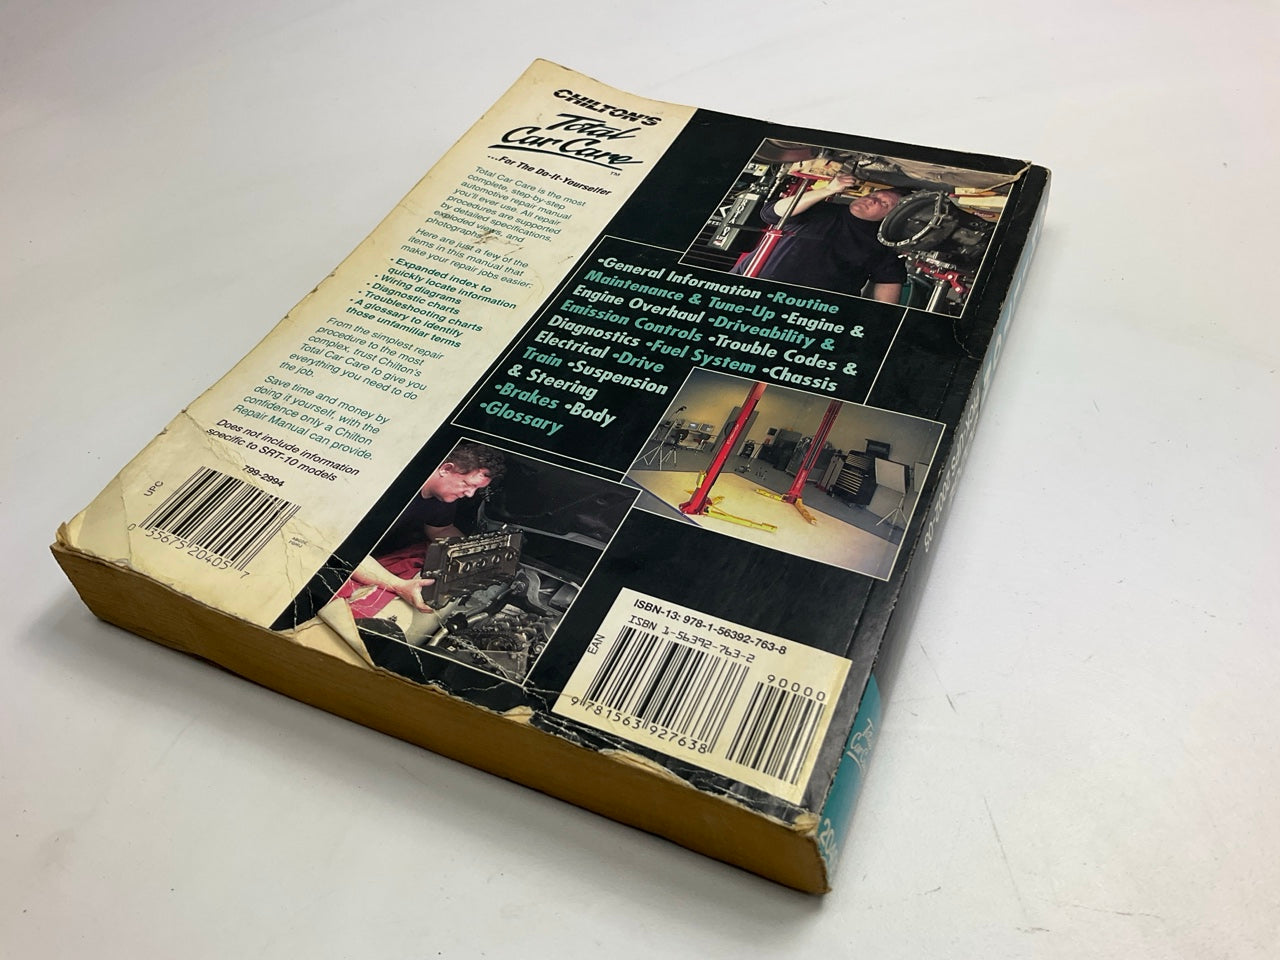 CHILTON'S
Total
Car Care
TM
...For The Do-It-Yourselfer
Total Car Care is the most
complete, step-by-step
automotive repair manual
you'll ever use. All repair
procedures are supported
by detailed specifications,
exploded views, and
photographs.
Here are just a few of the
items in this manual that
make your repair jobs easier:
• Expanded index to
quickly locate information
• Wiring diagrams
• Diagnostic charts
• Troubleshooting charts
• A glossary to identify
those unfamiliar terms
From the simplest repair
procedure to the most
complex, trust Chilton's
Total Car Care to give you
everything you need to do
the job.
Save time and money by
doing it yourself, with the
confidence only a Chilton
Repair Manual can provide.
Does not include information
specific to SRT-10 models
799-2994
UPC
0 35675 20405 7
•General Information •Routine
Maintenance & Tune-Up •Engine &
Engine Overhaul •Driveability &
Emission Controls •Trouble Codes &
Diagnostics •Fuel System •Chassis
Electrical •Drive
Train •Suspension
& Steering
•Brakes •Body
•Glossary
ISBN-13: 978-1-56392-763-8
ISBN 1-56392-763-2
EAN
90000
9 781563 927638
Total
Car Care